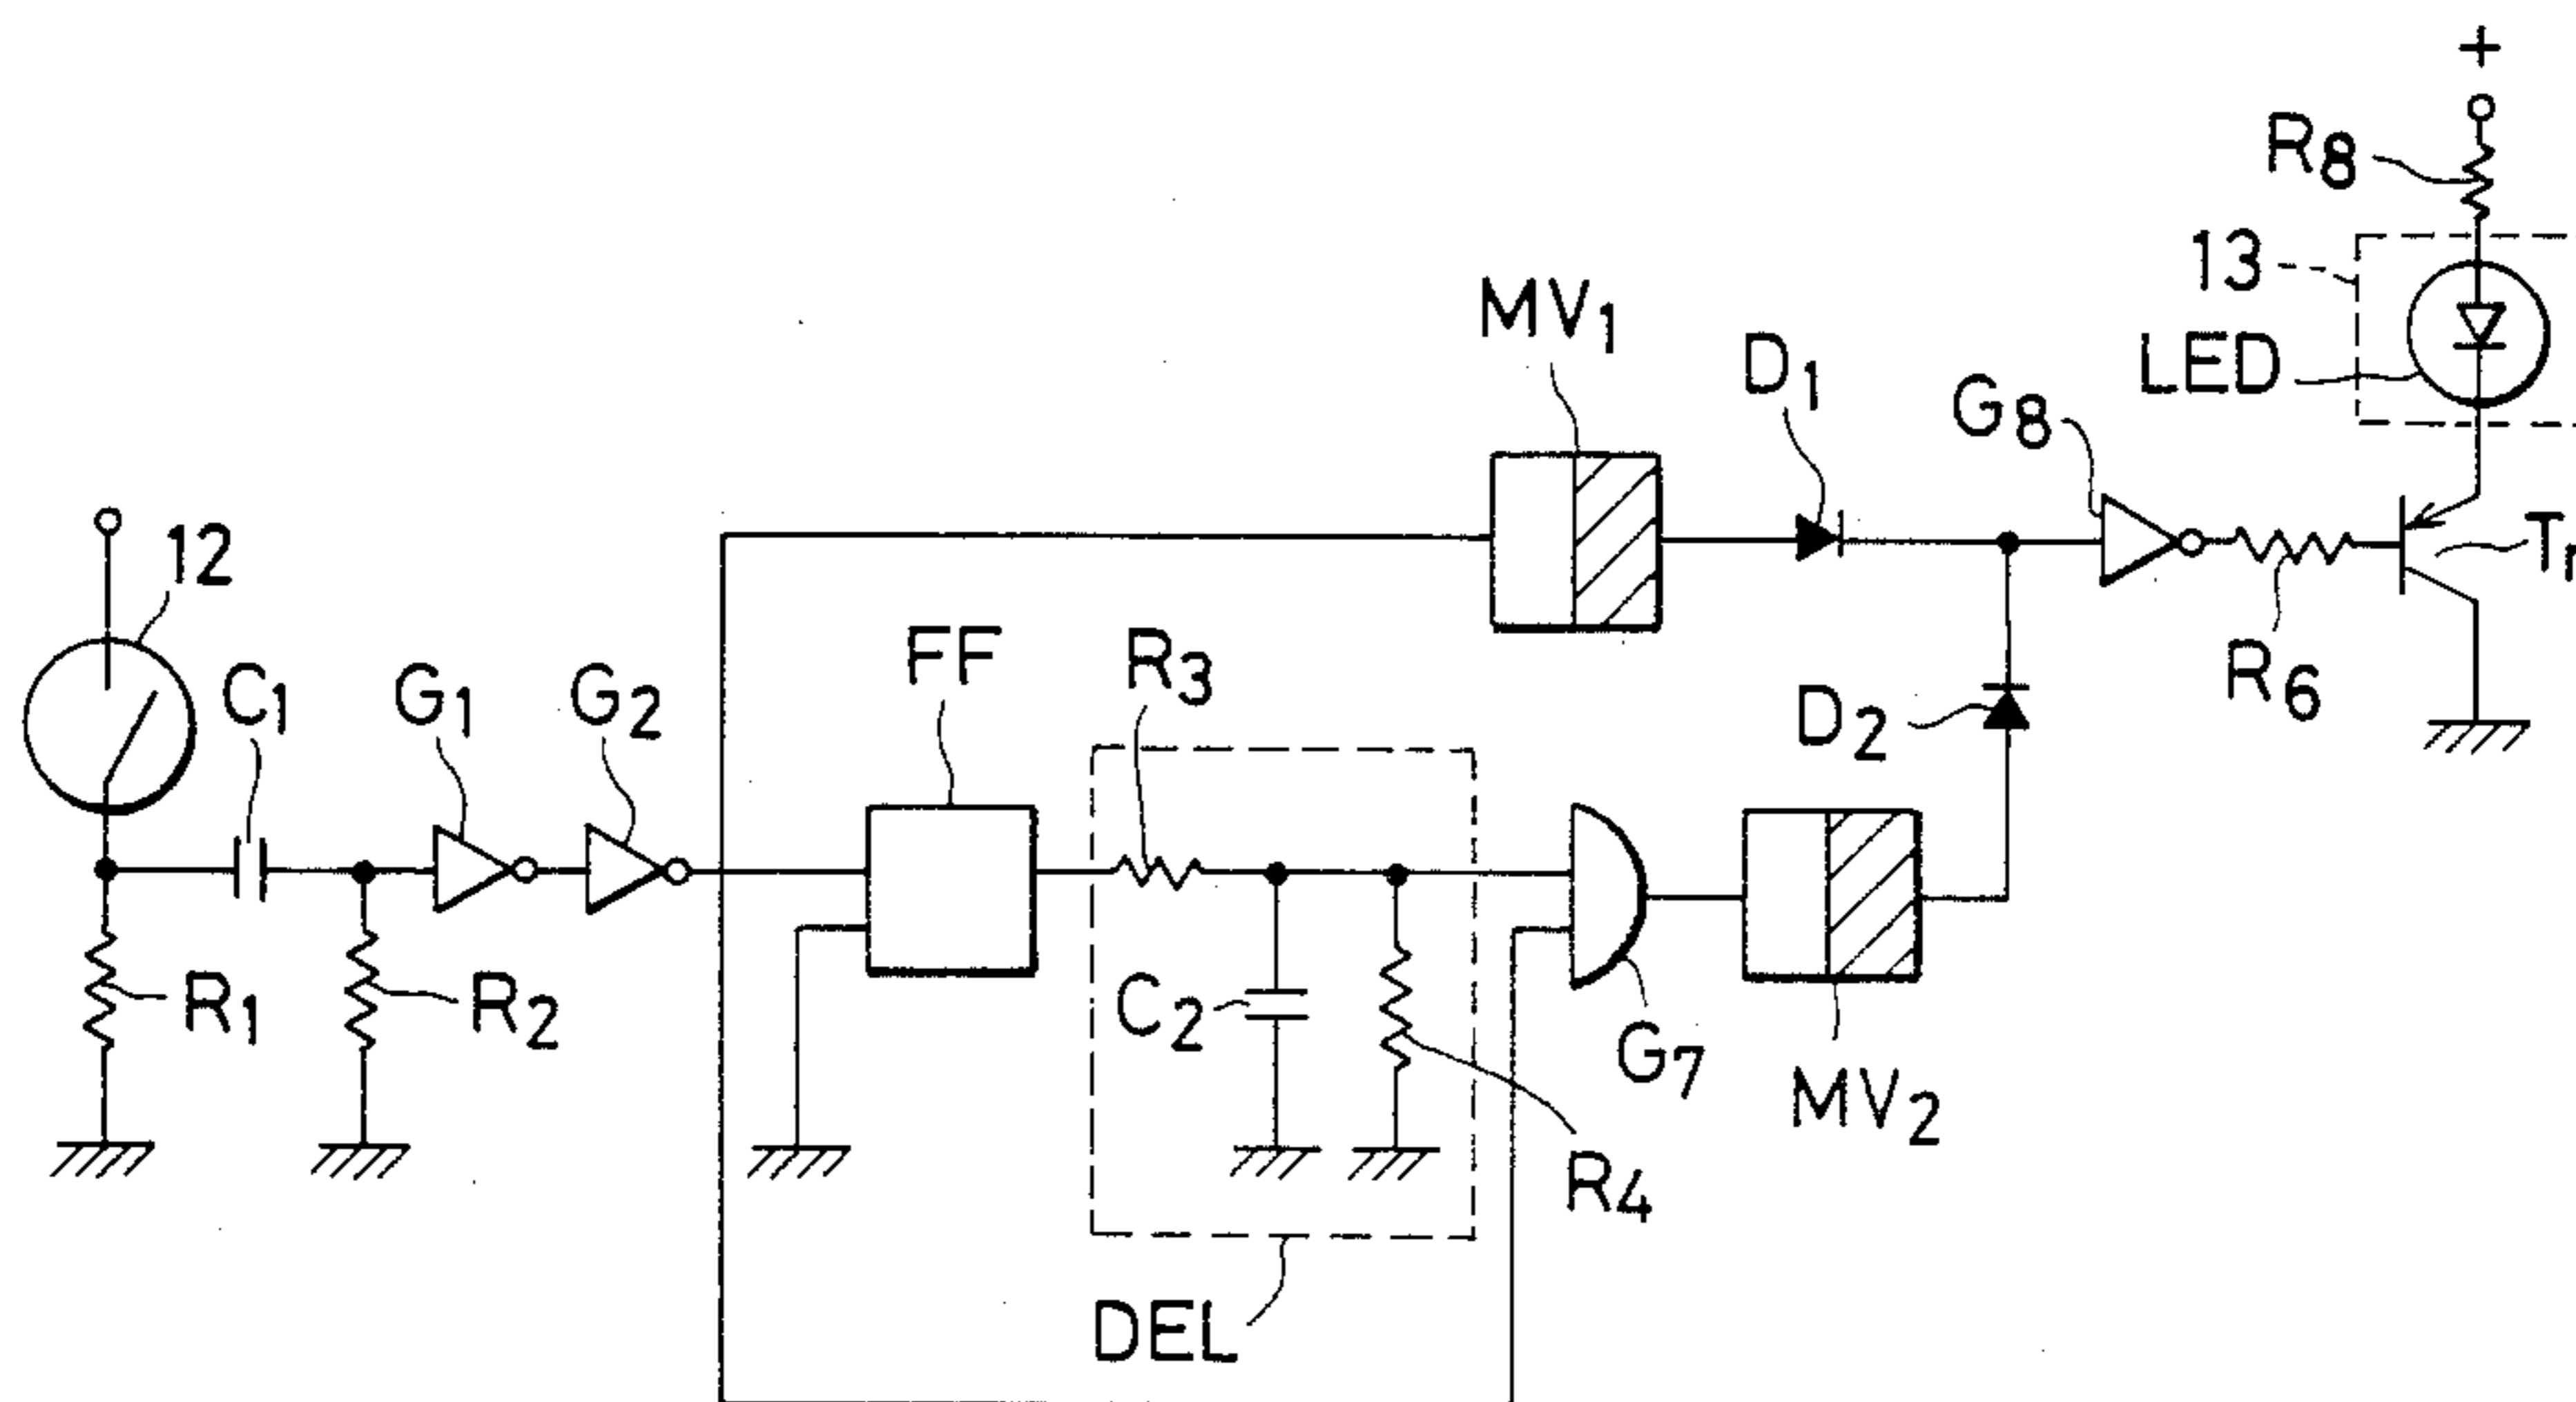 +
R8
13
LED
MV1
D1
G8
Tr
R6
12
C1
G1
G2
FF
R3
D2
R1
R2
C2
G7
MV2
R4
DEL